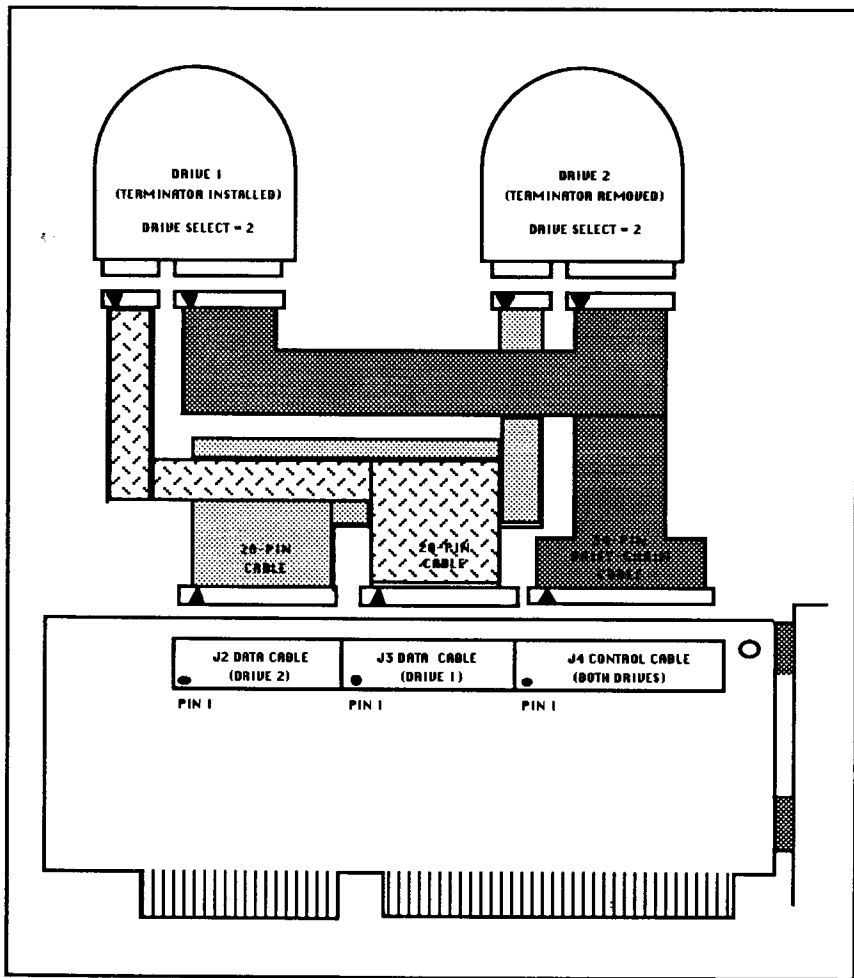 DRIVE 1
(TERMINATOR INSTALLED)
DRIVE SELECT = 2
DRIVE 2
(TERMINATOR REMOVED)
DRIVE SELECT = 2
20-PIN
CABLE
20-PIN
CABLE
CABLE
J2 DATA CABLE
(DRIVE 2)
J3 DATA CABLE
(DRIVE 1)
J4 CONTROL CABLE
(BOTH DRIVES)
PIN 1
PIN 1
PIN 1